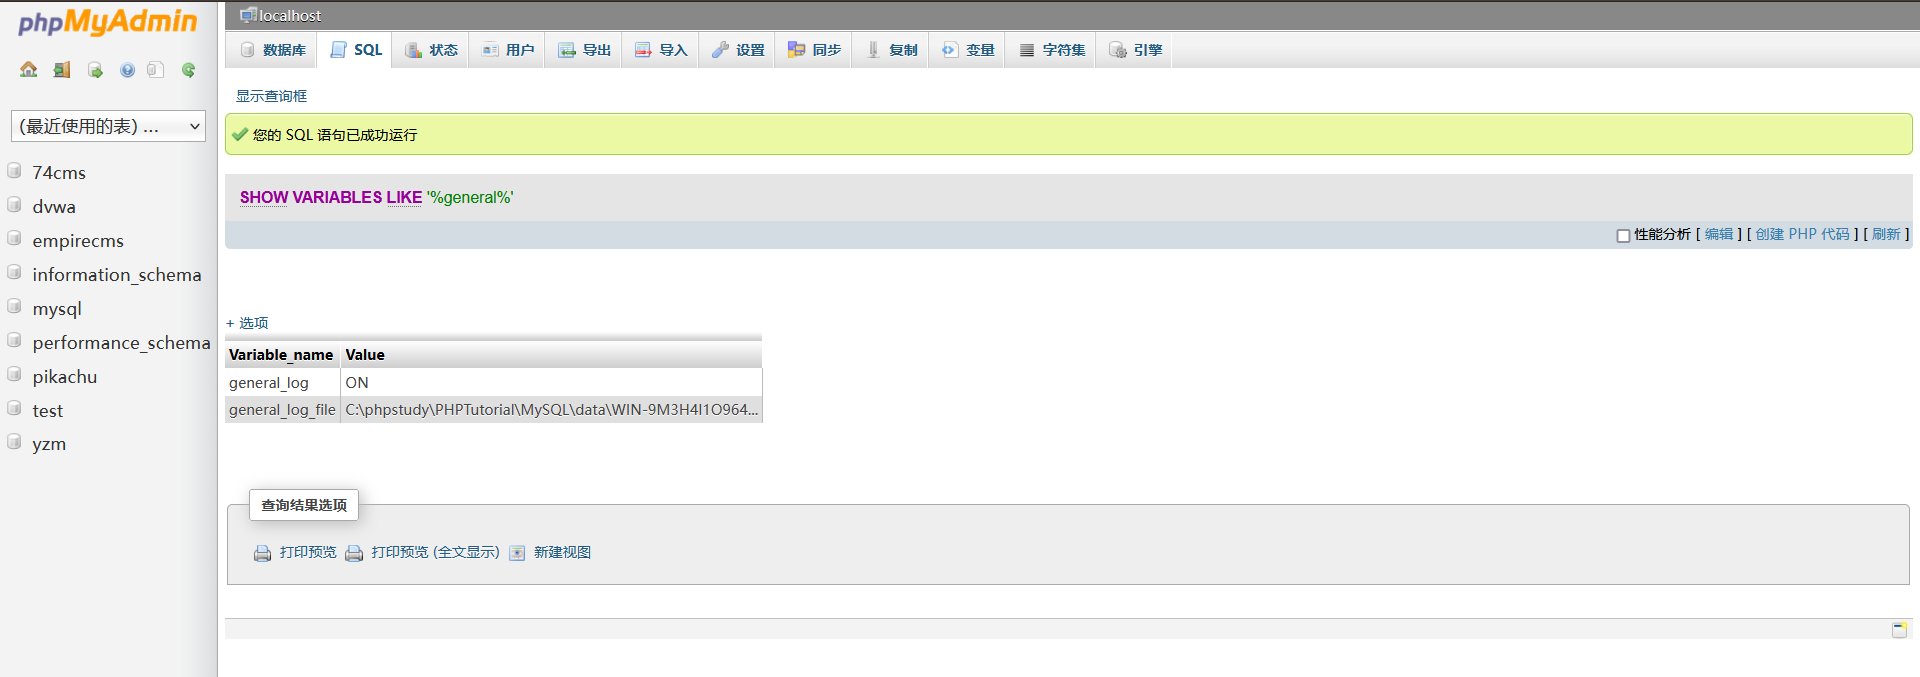 phpMyAdmin
(最近使用的表) ...
74cms
dvwa
empirecms
information_schema
mysql
performance_schema
pikachu
test
yzm
localhost
数据库 SQL 状态 用户 导出 导入 设置 同步 复制 变量 字符集 引擎
显示查询框
您的 SQL 语句已成功运行
SHOW VARIABLES LIKE '%general%'
性能分析 [ 编辑 ] [ 创建 PHP 代码 ] [ 刷新 ]
+ 选项
Variable_name Value
general_log ON
general_log_file C:\phpstudy\PHPTutorial\MySQL\data\WIN-9M3H4I1O964...
查询结果选项
打印预览 打印预览 (全文显示) 新建视图